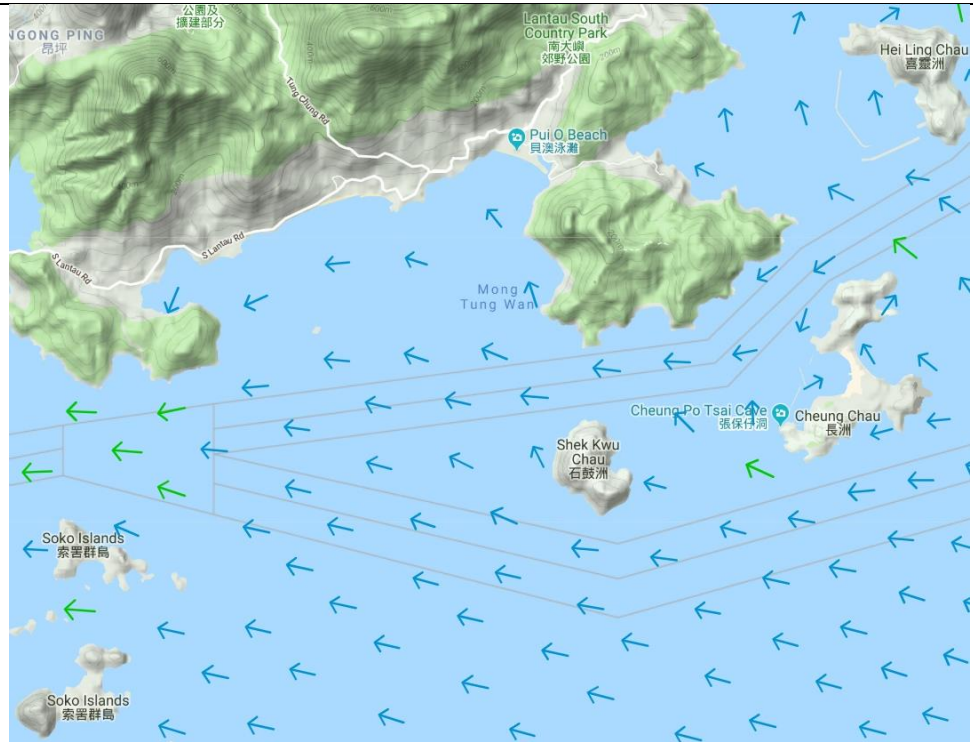 公園及
擴建部分
NGONG PING
昂坪
Lantau South
Country Park
南大嶼
郊野公園
400m
200m
Hei Ling Chau
喜靈洲
Tung Chung Rd
Pui O Beach
貝澳泳灘
S Lantau Rd
S Lantau Rd
Mong
Tung Wan
Cheung Po Tsai Cave
張保仔洞
Cheung Chau
長洲
Shek Kwu
Chau
石鼓洲
Soko Islands
索罟群島
Soko Islands
索罟群島